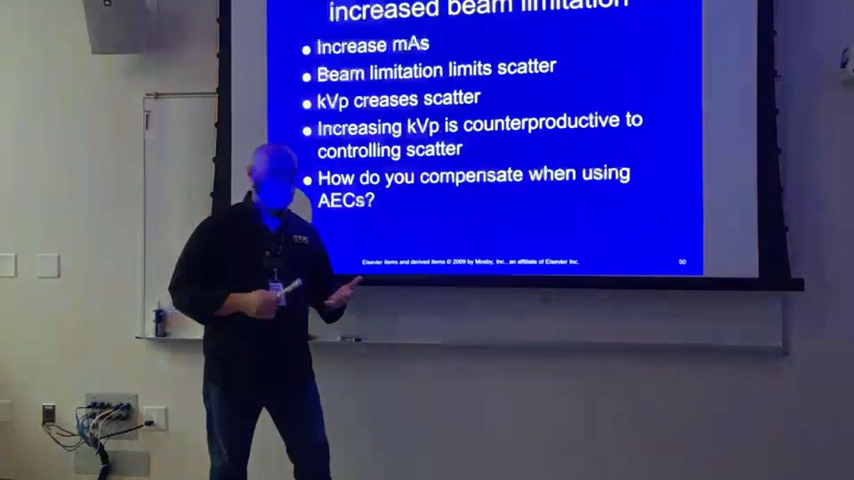 increased beam limitation
Increase mAs
Beam limitation limits scatter
kVp creases scatter
Increasing kVp is counterproductive to
controlling scatter
How do you compensate when using
AECs?
Elsevier items and derived items © 2009 by Mosby, Inc., an affiliate of Elsevier Inc.
50